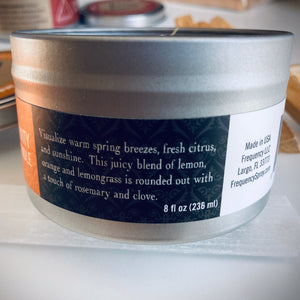 Visualize warm spring breezes, fresh citrus,
and sunshine. This juicy blend of lemon,
orange and lemongrass is rounded out with
a touch of rosemary and clove.
8 fl oz (236 ml)
Made in USA
Frequency LLC
Largo, FL 33773
FrequencySpray.com